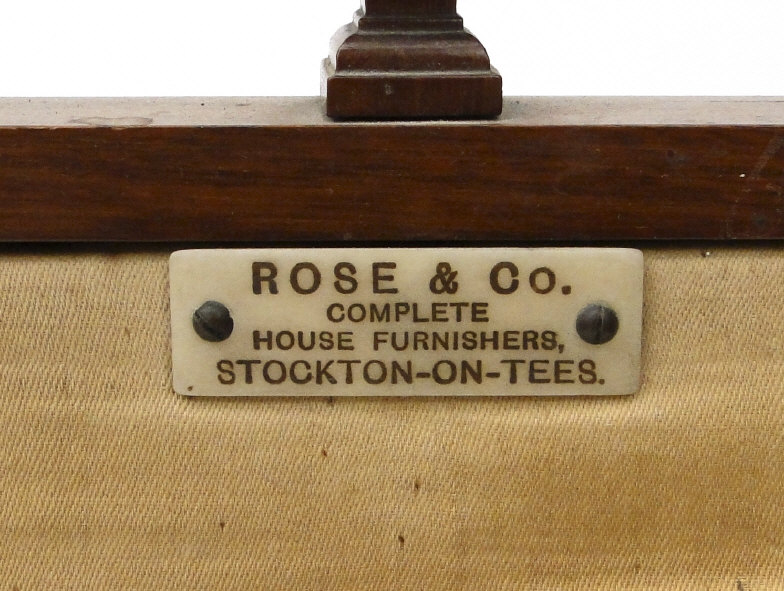 ROSE & Co.
COMPLETE
HOUSE FURNISHERS,
STOCKTON-ON-TEES.